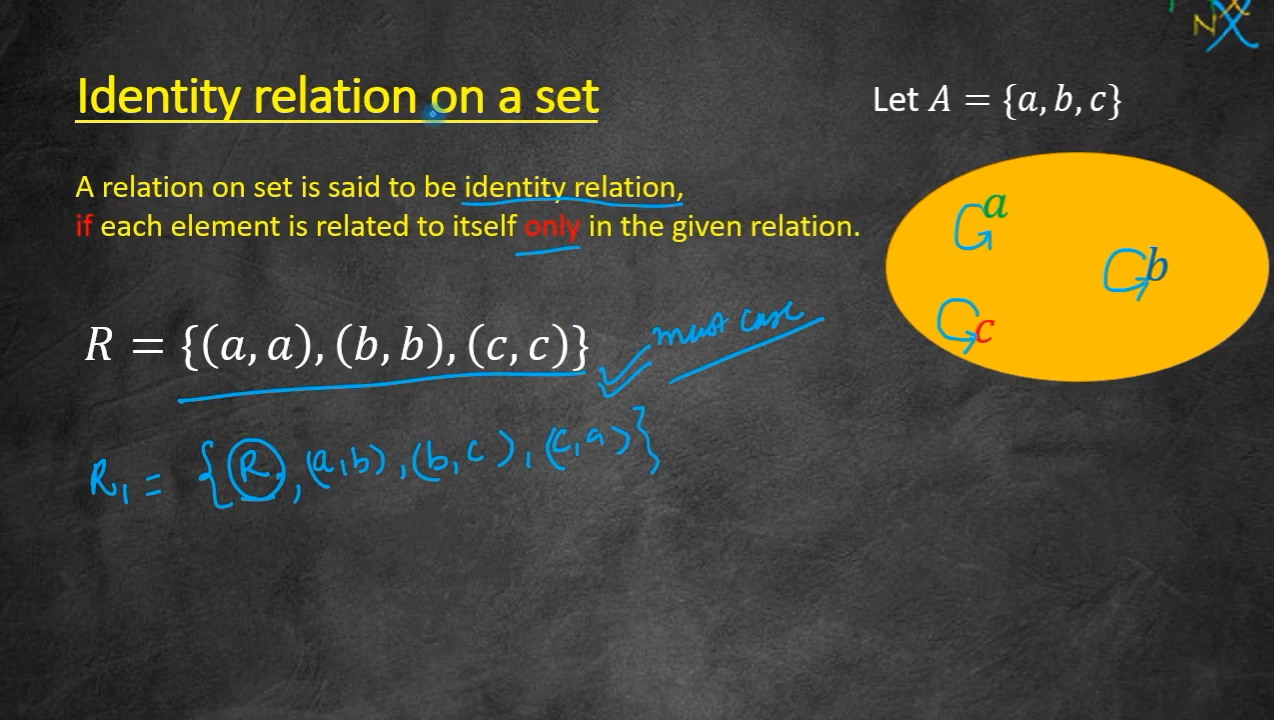 N
Identity relation on a set
Let A = {a, b, c}
A relation on set is said to be identity relation,
if each element is related to itself only in the given relation.
a
b
c
R = {(a, a), (b, b), (c, c)}
must case
R₁ = {R, (a,b), (b,c), (c,a)}